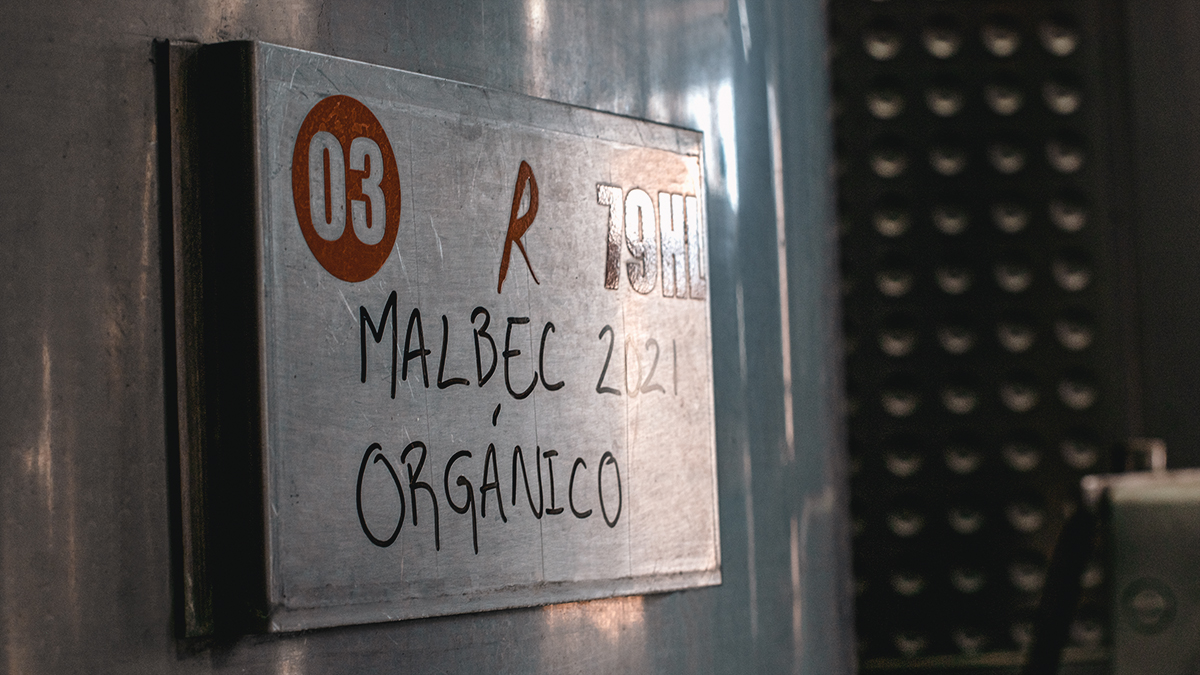 03 R 79HL
MALBEC 2021
ORGÁNICO